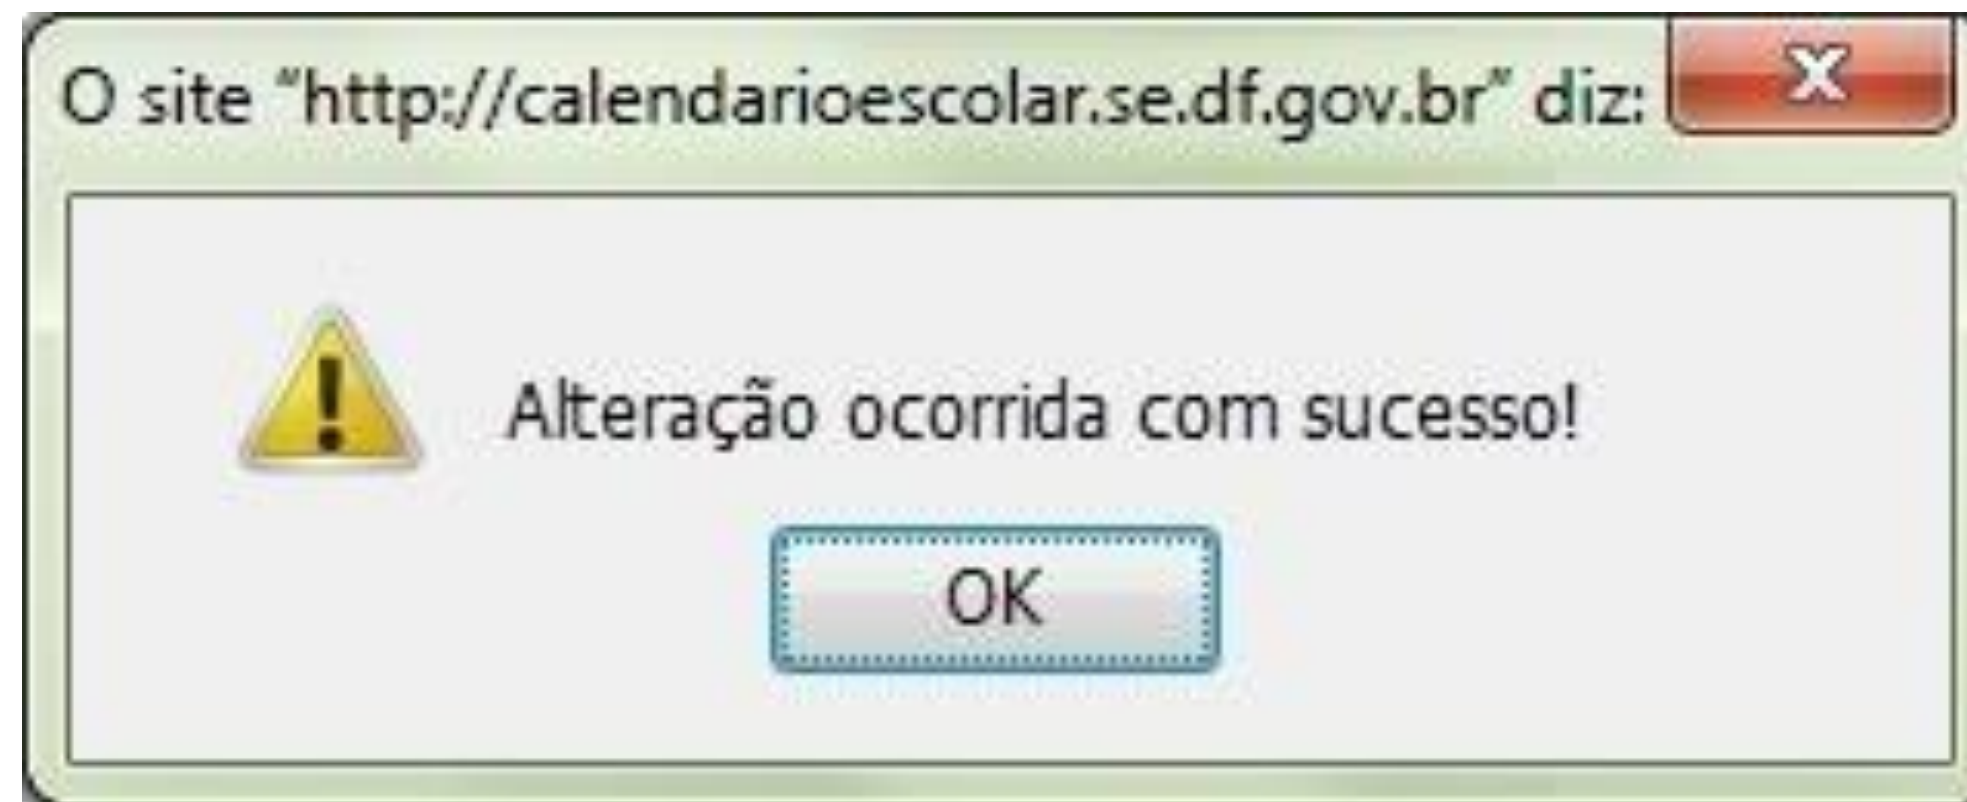 O site "http://calendarioescolar.se.df.gov.br" diz:
Alteração ocorrida com sucesso!
OK